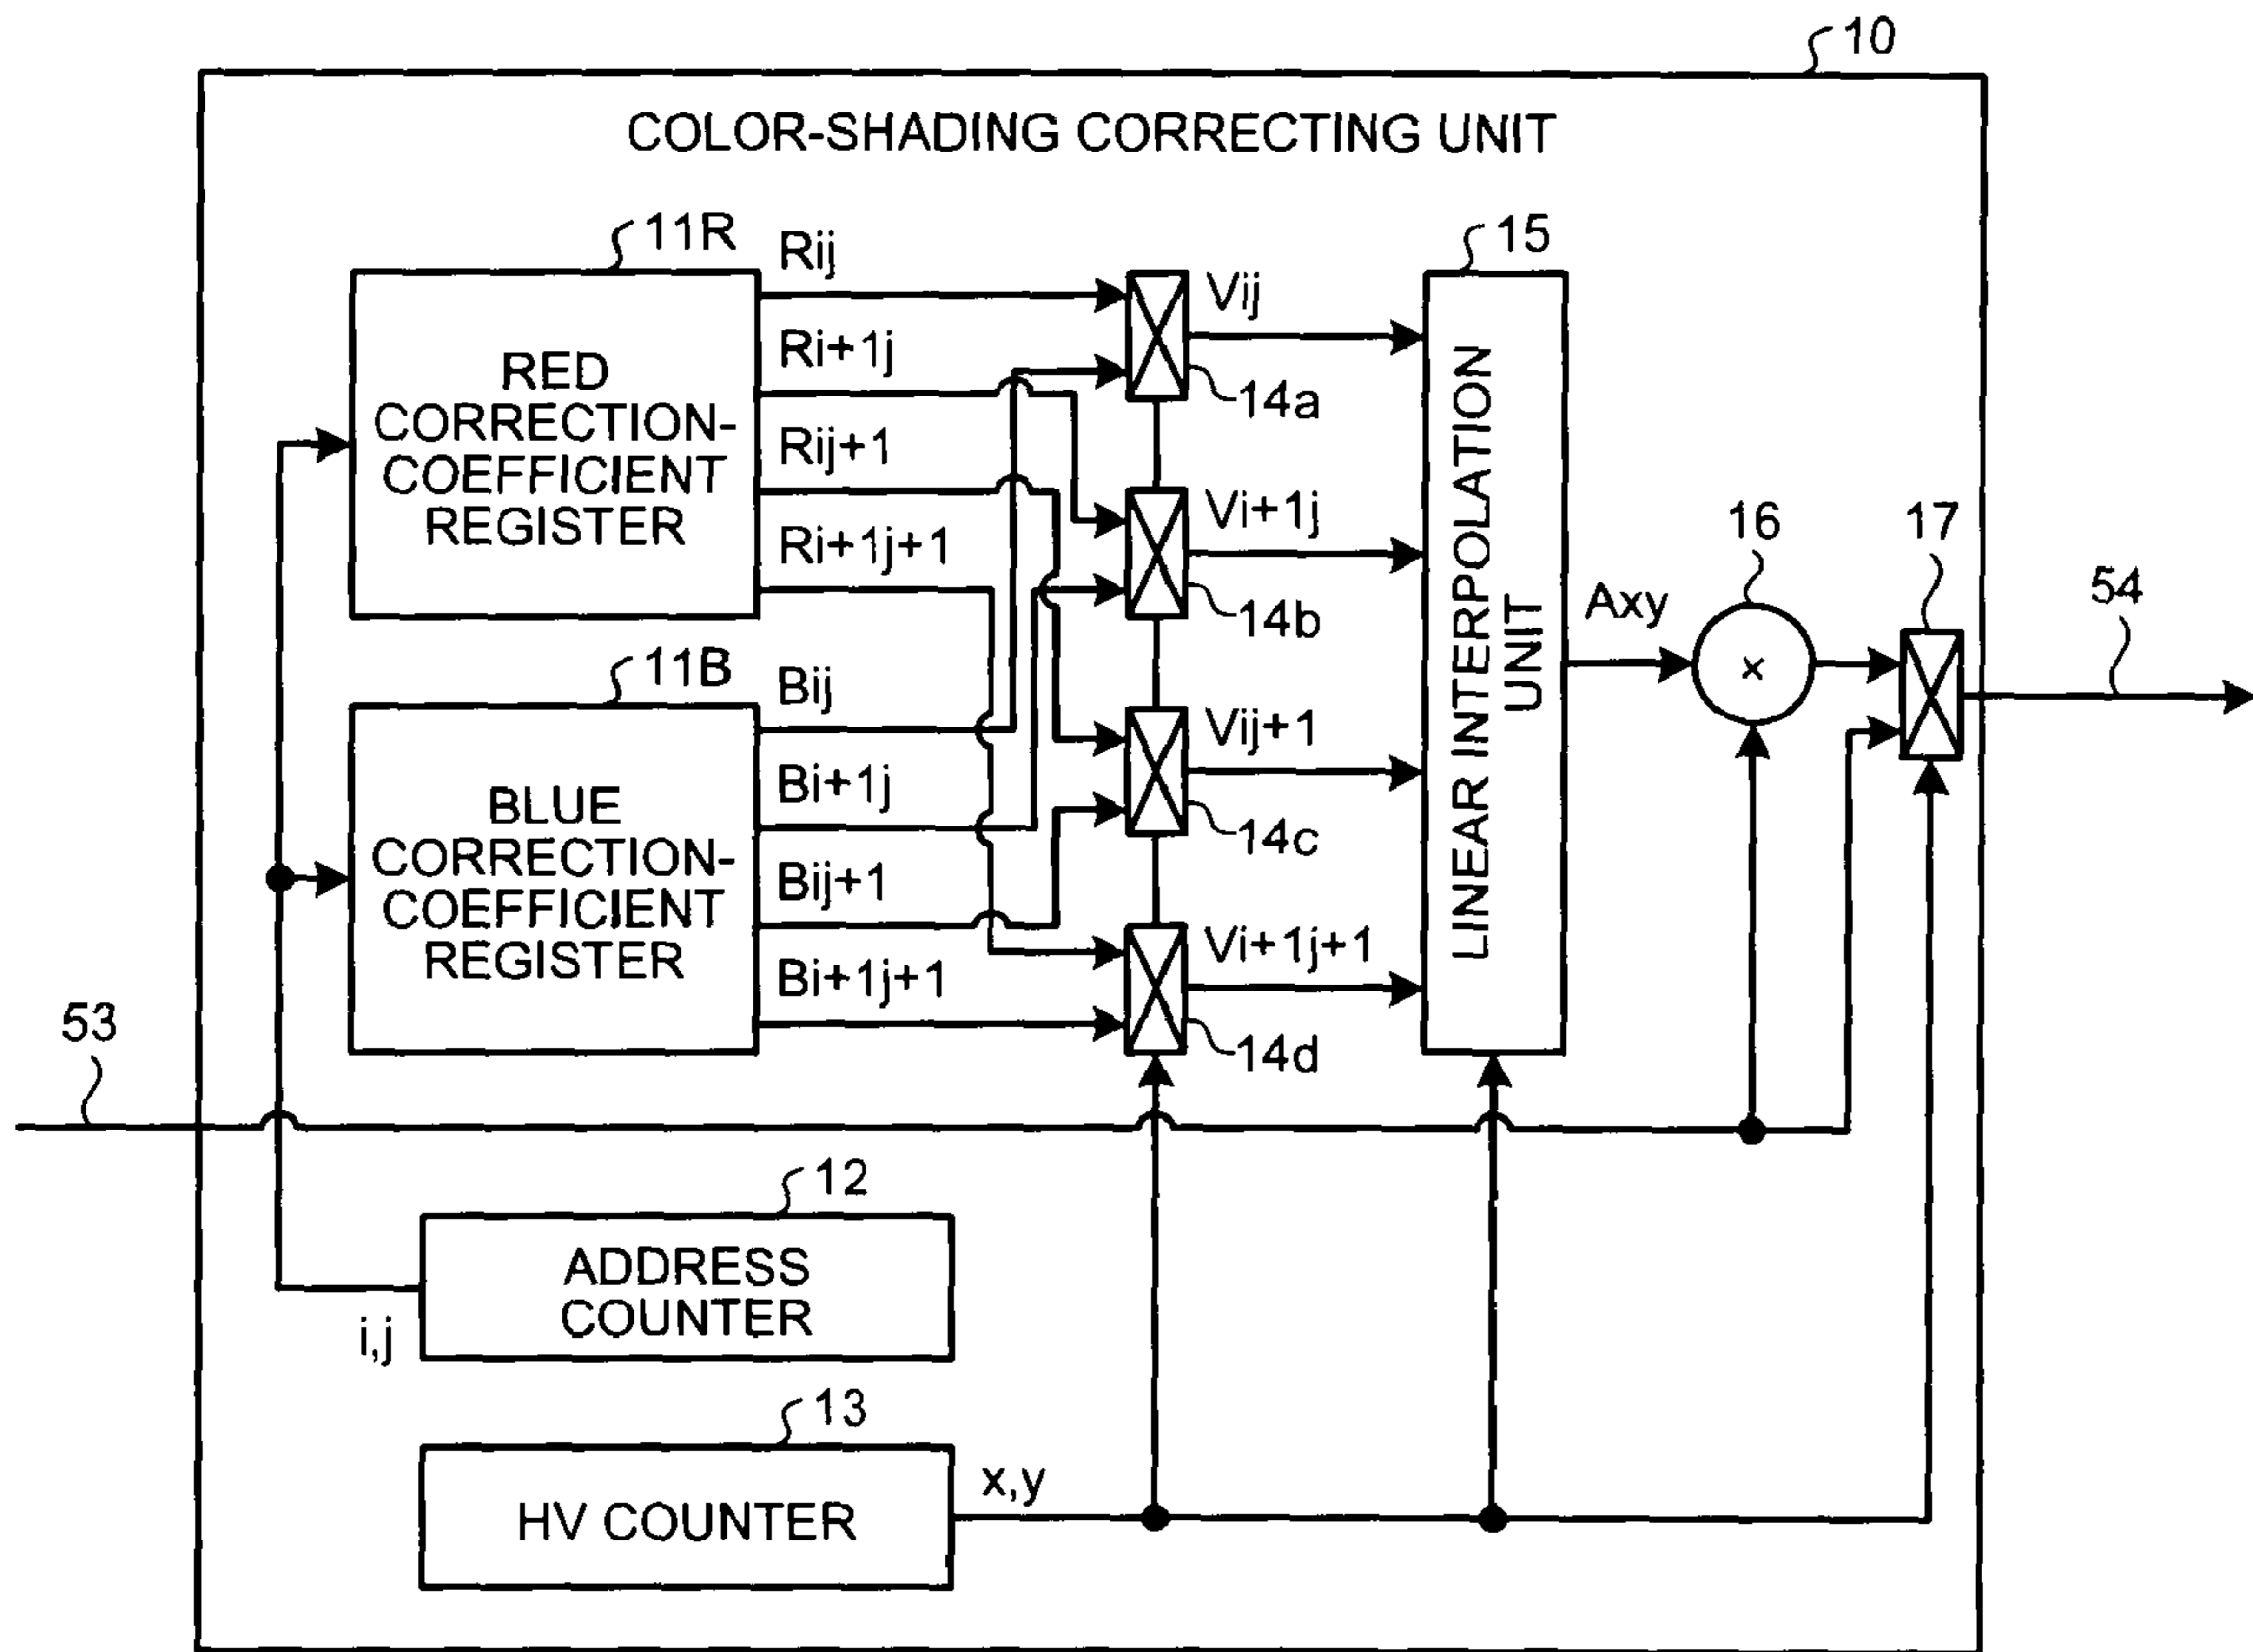 10
COLOR-SHADING CORRECTING UNIT
11R
Rij
Ri+1j
Rij+1
Ri+1j+1
RED
CORRECTION-
COEFFICIENT
REGISTER
11B
Bij
Bi+1j
Bij+1
Bi+1j+1
BLUE
CORRECTION-
COEFFICIENT
REGISTER
Vij
14a
Vi+1j
14b
Vij+1
14c
Vi+1j+1
14d
15
LINEAR INTERPOLATION
UNIT
Axy
16
×
17
54
53
12
ADDRESS
COUNTER
i,j
13
HV COUNTER
x,y